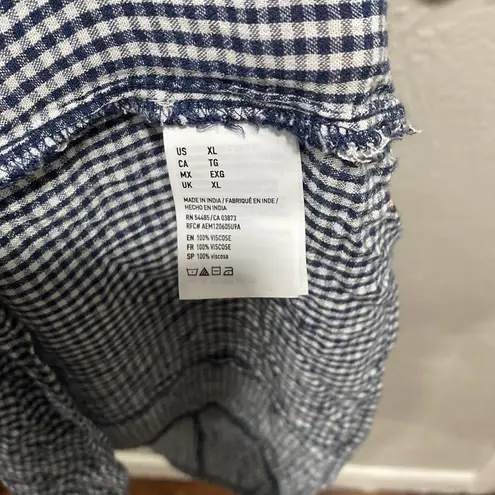 US XL
CA TG
MX EXG
UK XL
MADE IN INDIA / FABRIQUÉ EN INDE /
HECHO EN INDIA
RN 54485 / CA 03873
RFC# AEM120605U9A
EN 100% VISCOSE
FR 100% VISCOSE
SP 100% viscosa